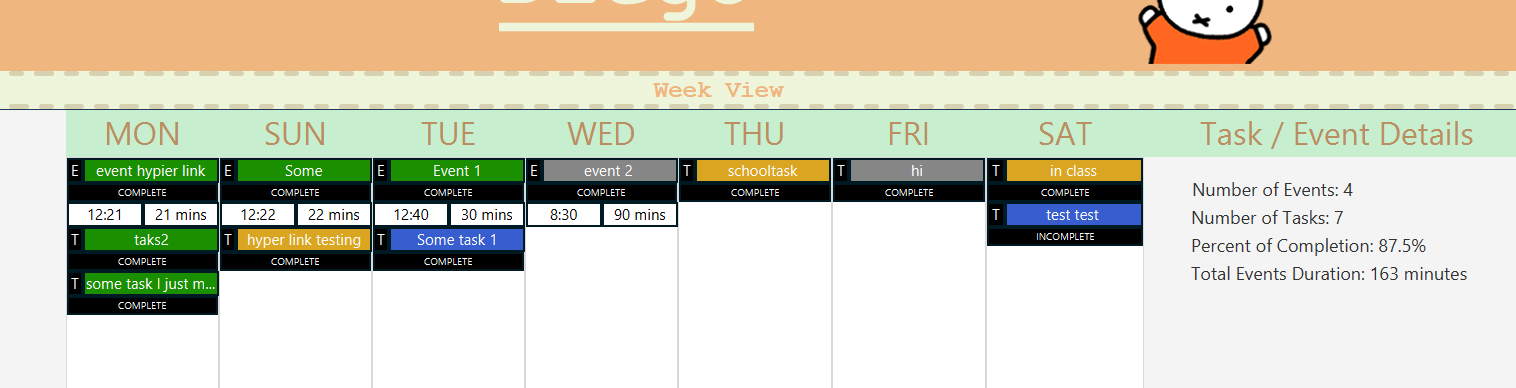 Week View
MON SUN TUE WED THU FRI SAT Task / Event Details
E event hypier link
COMPLETE
12:21 21 mins
T taks2
COMPLETE
T some task I just m...
COMPLETE
E Some
COMPLETE
12:22 22 mins
T hyper link testing
COMPLETE
E Event 1
COMPLETE
12:40 30 mins
T Some task 1
COMPLETE
E event 2
COMPLETE
8:30 90 mins
T schooltask
COMPLETE
T hi
COMPLETE
T in class
COMPLETE
T test test
INCOMPLETE
Number of Events: 4
Number of Tasks: 7
Percent of Completion: 87.5%
Total Events Duration: 163 minutes